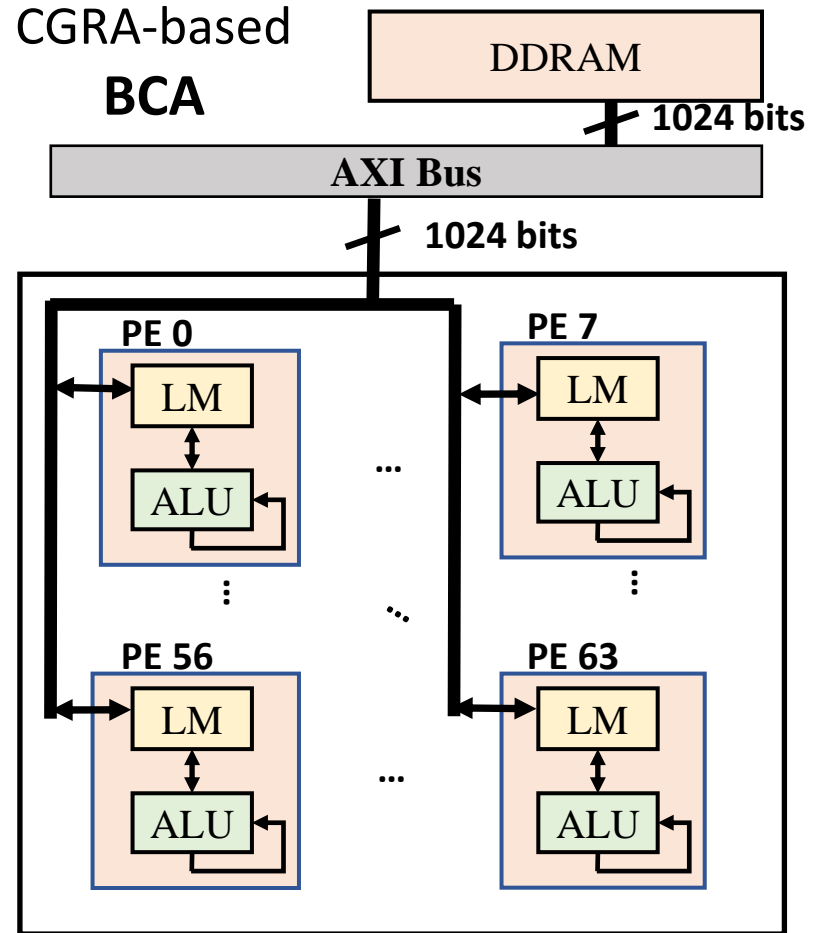 CGRA-based
BCA
DDRAM
1024 bits
AXI Bus
1024 bits
PE 0
LM
ALU
...
PE 7
LM
ALU
...
...
...
PE 56
LM
ALU
...
PE 63
LM
ALU